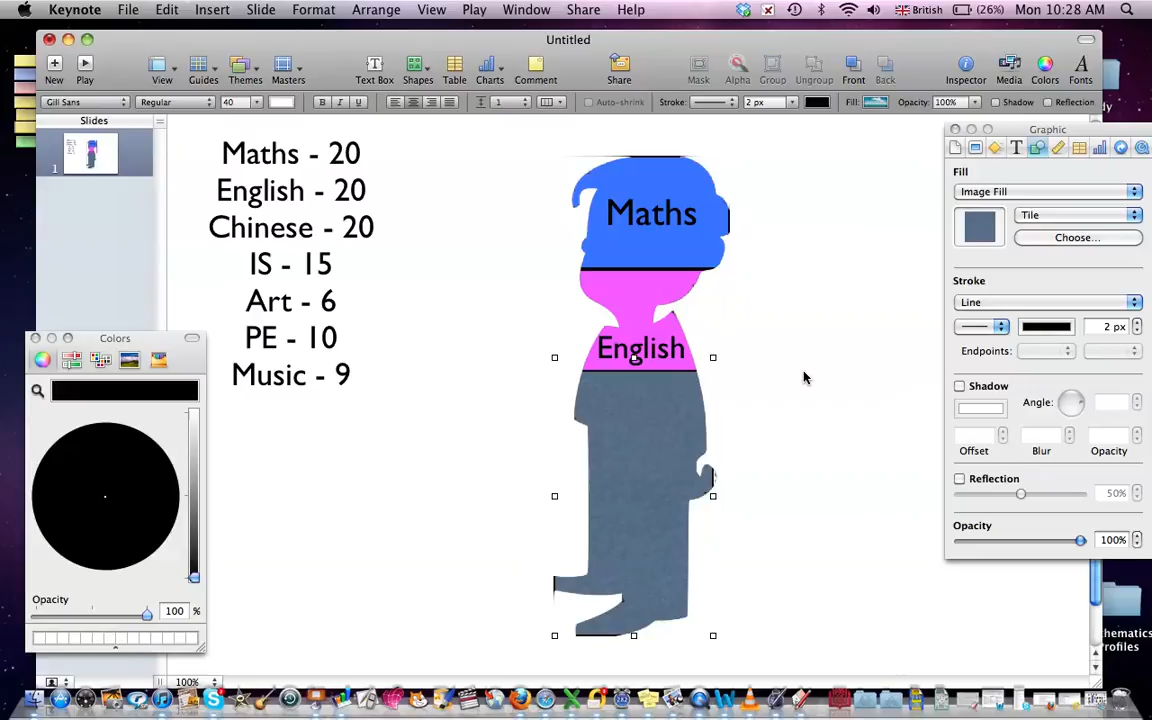 Keynote File Edit Insert Slide Format Arrange View Play Window Share Help British (26%) Mon 10:28 AM
Untitled
New Play View Guides Themes Masters Text Box Shapes Table Charts Comment Share Mask Alpha Group Ungroup Front Back Inspector Media Colors Fonts
Gill Sans Regular 40 B I U 1 Auto-shrink Stroke: 2 px Fill: Opacity: 100% Shadow Reflection
Slides
1
Maths - 20
English - 20
Chinese - 20
IS - 15
Art - 6
PE - 10
Music - 9
Maths
English
Colors
Opacity
100 %
Graphic
Fill
Image Fill
Tile
Choose...
Stroke
Line
2 px
Endpoints:
Shadow
Angle:
Offset Blur Opacity
Reflection
50%
Opacity
100%
100%